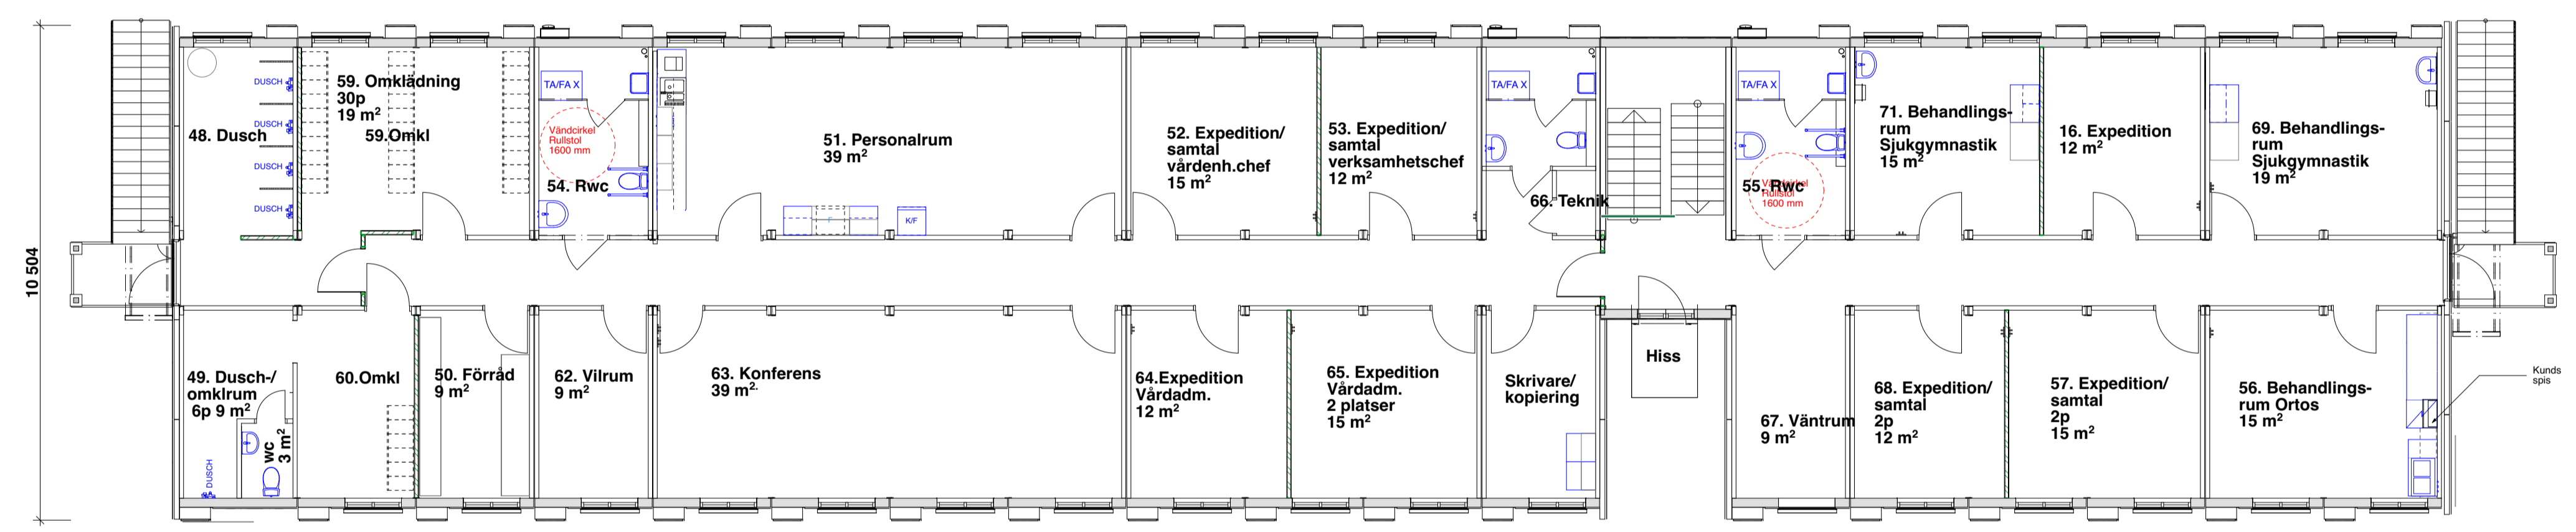 10 504
48. Dusch
DUSCH
DUSCH
DUSCH
DUSCH
59. Omklädning
30p
19 m²
59.Omkl
TA/FA X
Vändcirkel
Rullstol
1600 mm
54. Rwc
51. Personalrum
39 m²
K/F
52. Expedition/
samtal
vårdenh.chef
15 m²
53. Expedition/
samtal
verksamhetschef
12 m²
TA/FA X
66. Teknik
TA/FA X
55. Rwc
Vändcirkel
Rullstol
1600 mm
71. Behandlings-
rum
Sjukgymnastik
15 m²
16. Expedition
12 m²
69. Behandlings-
rum
Sjukgymnastik
19 m²
49. Dusch-/
omklrum
6p 9 m²
DUSCH
wc
3 m²
60.Omkl
50. Förråd
9 m²
62. Vilrum
9 m²
63. Konferens
39 m²
64.Expedition
Vårdadm.
12 m²
65. Expedition
Vårdadm.
2 platser
15 m²
Skrivare/
kopiering
Hiss
67. Väntrum
9 m²
68. Expedition/
samtal
2p
12 m²
57. Expedition/
samtal
2p
15 m²
56. Behandlings-
rum Ortos
15 m²
Kunds
spis